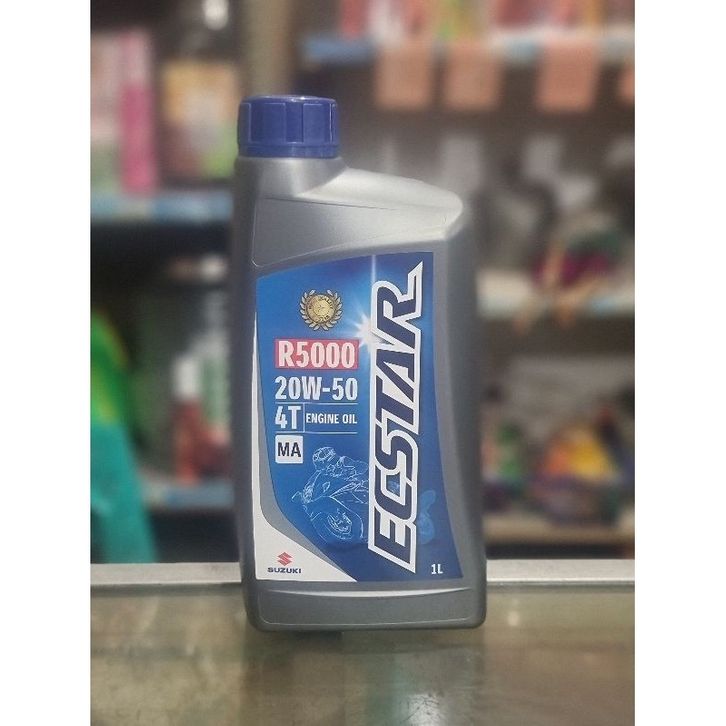 R5000
20W-50
4T ENGINE OIL
MA
ECSTAR
SUZUKI
1L